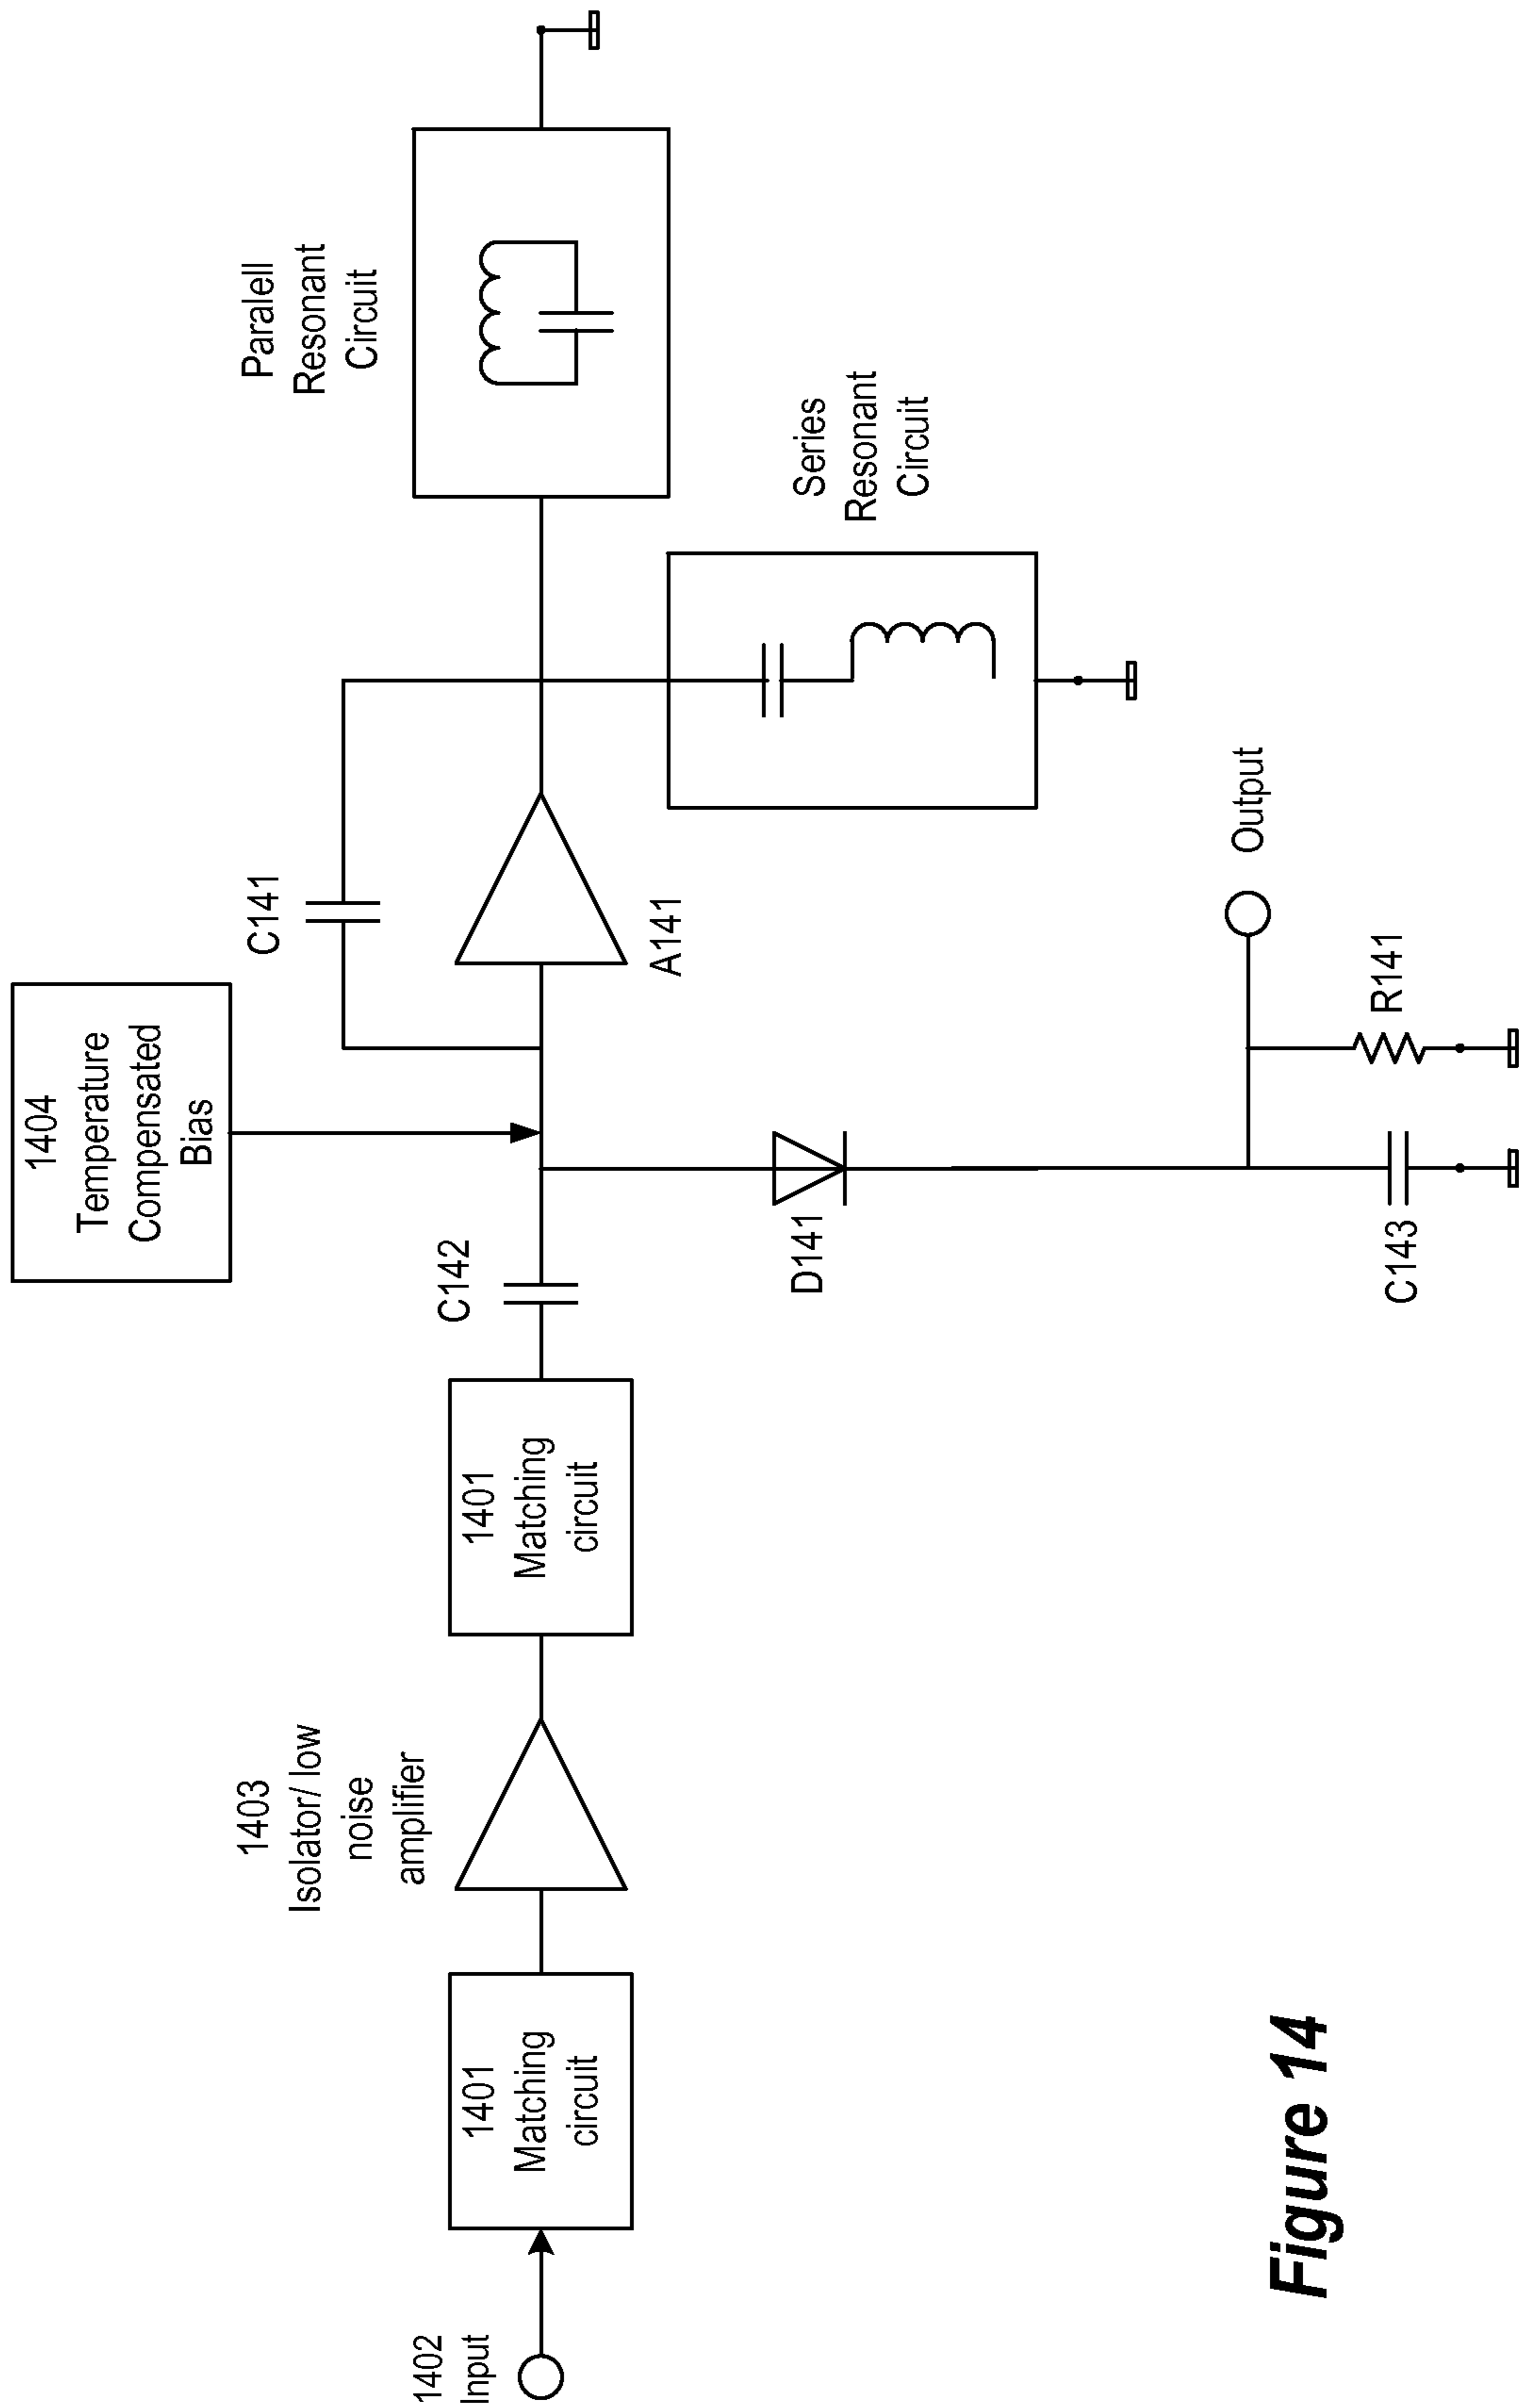 1402
Input
1401
Matching
circuit
1403
Isolator/ low
noise
amplifier
1401
Matching
circuit
C142
1404
Temperature
Compensated
Bias
C141
A141
Paralell
Resonant
Circuit
Series
Resonant
Circuit
D141
Output
R141
C143
Figure 14